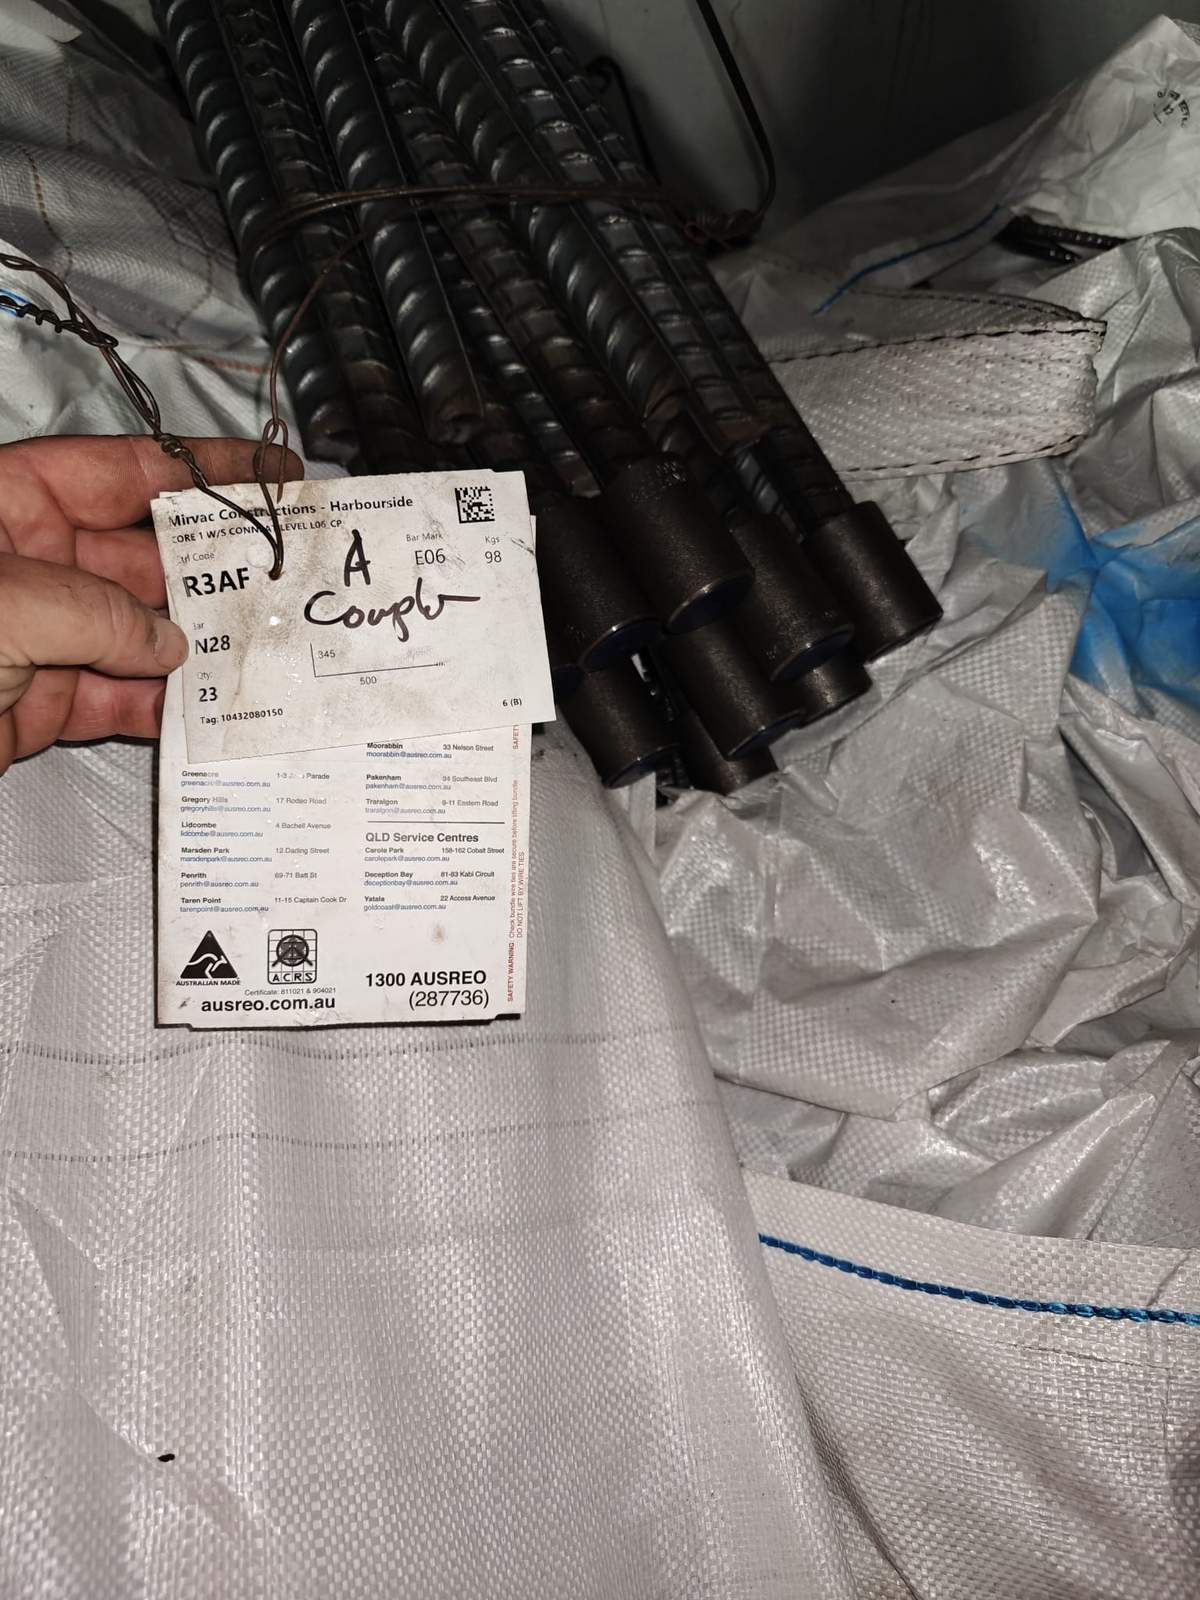 Mirvac Constructions - Harbourside
CORE 1 W/S CONN AT LEVEL L06_CP
Ctrl Code
R3AF
Bar Mark
E06
Kgs
98
A
Coupler
Bar
N28
345
500
Qty:
23
Tag: 10432080150
6 (B)
Moorabbin 33 Nelson Street
moorabbin@ausreo.com.au
Greenacre 1-3 Parade
greenacre@ausreo.com.au
Pakenham 94 Southeast Blvd
pakenham@ausreo.com.au
Gregory Hills 17 Rodeo Road
gregoryhills@ausreo.com.au
Traralgon 9-11 Eastern Road
traralgon@ausreo.com.au
Lidcombe 4 Bachell Avenue
lidcombe@ausreo.com.au
QLD Service Centres
Marsden Park 12 Darling Street
marsdenpark@ausreo.com.au
Carole Park 158-162 Cobalt Street
carolepark@ausreo.com.au
Penrith 69-71 Batt St
penrith@ausreo.com.au
Deception Bay 81-83 Kabi Circuit
deceptionbay@ausreo.com.au
Taren Point 11-15 Captain Cook Dr
tarenpoint@ausreo.com.au
Yatala 22 Access Avenue
goldcoast@ausreo.com.au
AUSTRALIAN MADE
ACRS
Certificate: 811021 & 904021
ausreo.com.au
1300 AUSREO
(287736)
SAFETY WARNING: Check bundle wire ties are secure before lifting bundle
DO NOT LIFT BY WIRE TIES
SAFETY